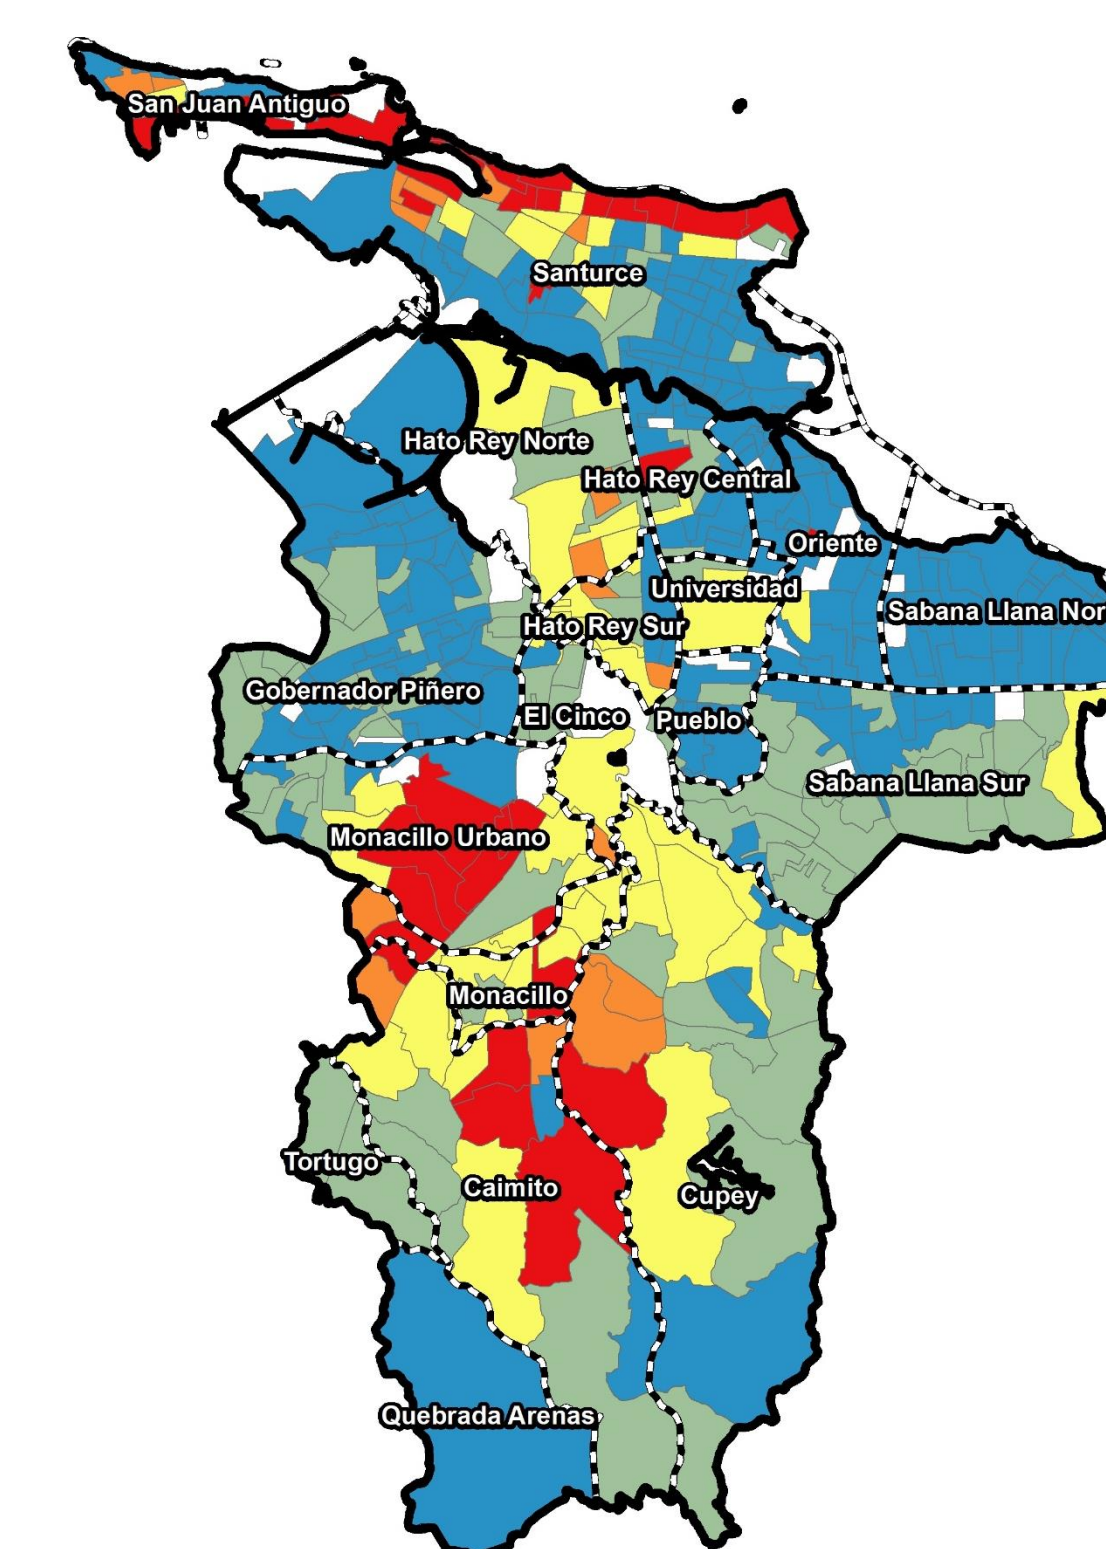 San Juan Antiguo
Santurce
Hato Rey Norte
Hato Rey Central
Oriente
Universidad
Sabana Llana Nor
Hato Rey Sur
Gobernador Piñero
El Cinco
Pueblo
Sabana Llana Sur
Monacillo Urbano
Monacillo
Tortugo
Caimito
Cupey
Quebrada Arenas